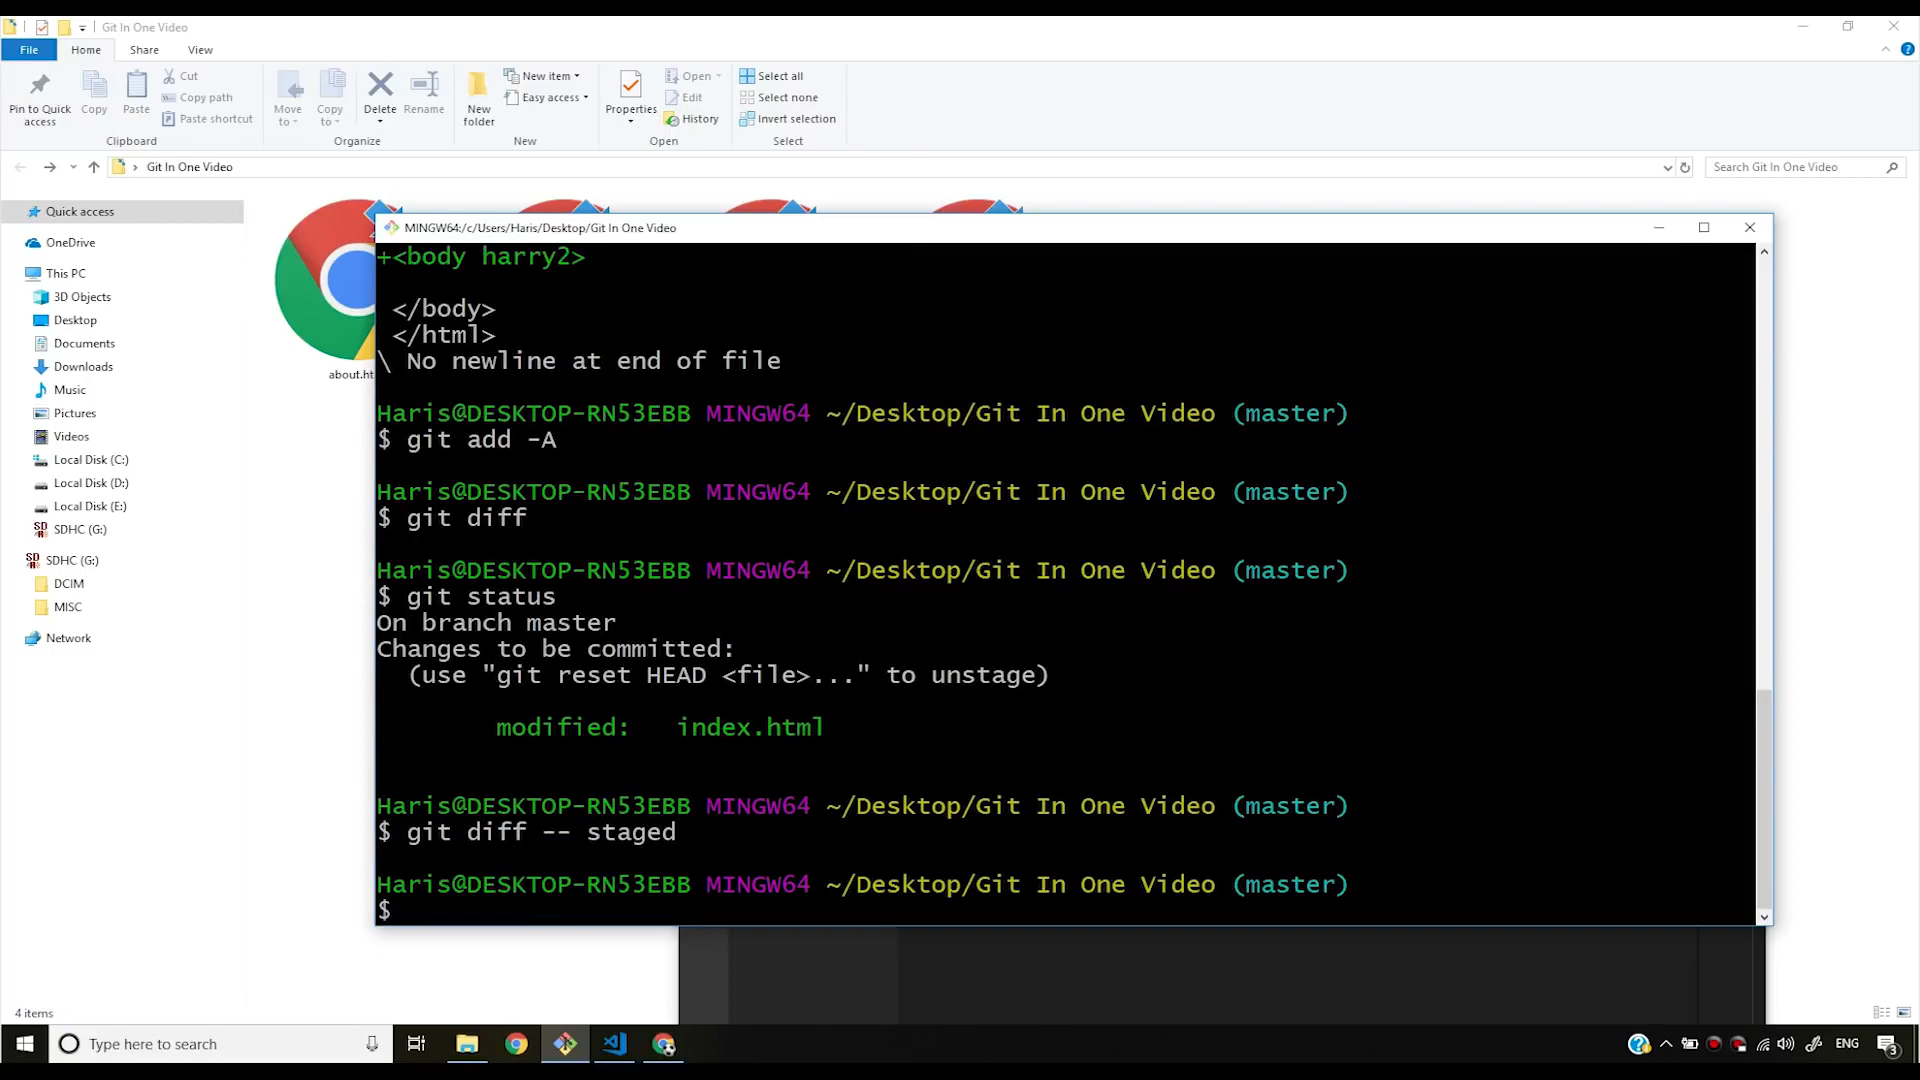 Git In One Video
File Home Share View
Pin to Quick access
Copy
Paste
Cut
Copy path
Paste shortcut
Clipboard
Move to
Copy to
Delete
Rename
Organize
New folder
New item
Easy access
New
Properties
Open
Edit
History
Open
Select all
Select none
Invert selection
Select
Git In One Video
Search Git In One Video
Quick access
OneDrive
This PC
3D Objects
Desktop
Documents
Downloads
Music
Pictures
Videos
Local Disk (C:)
Local Disk (D:)
Local Disk (E:)
SDHC (G:)
SDHC (G:)
DCIM
MISC
Network
about.ht
MINGW64:/c/Users/Haris/Desktop/Git In One Video
+<body harry2>
</body>
</html>
\ No newline at end of file
Haris@DESKTOP-RN53EBB MINGW64 ~/Desktop/Git In One Video (master)
$ git add -A
Haris@DESKTOP-RN53EBB MINGW64 ~/Desktop/Git In One Video (master)
$ git diff
Haris@DESKTOP-RN53EBB MINGW64 ~/Desktop/Git In One Video (master)
$ git status
On branch master
Changes to be committed:
(use "git reset HEAD <file>..." to unstage)
modified: index.html
Haris@DESKTOP-RN53EBB MINGW64 ~/Desktop/Git In One Video (master)
$ git diff -- staged
Haris@DESKTOP-RN53EBB MINGW64 ~/Desktop/Git In One Video (master)
$
4 items
Type here to search
ENG
3